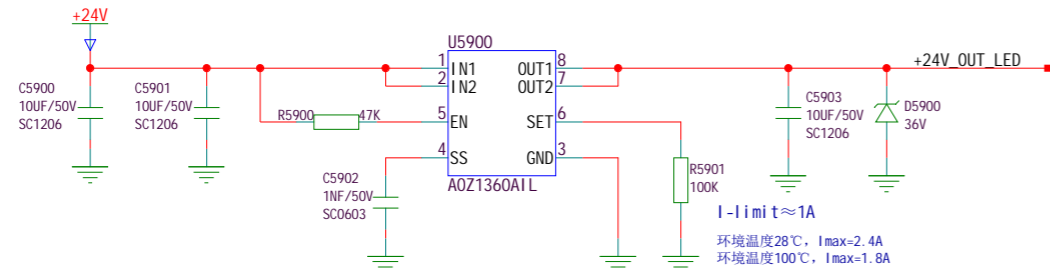 +24V
U5900
1 IN1 OUT1 8
2 IN2 OUT2 7
+24V_OUT_LED
C5900
10UF/50V
SC1206
C5901
10UF/50V
SC1206
R5900 47K
5 EN SET 6
4 SS GND 3
AOZ1360AIL
C5902
1NF/50V
SC0603
R5901
100K
C5903
10UF/50V
SC1206
D5900
36V
I-limit≈1A
环境温度28℃, Imax=2.4A
环境温度100℃, Imax=1.8A